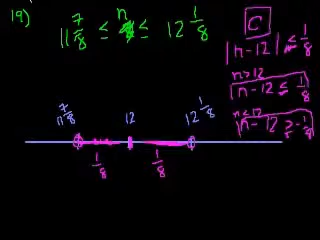 19)
11 7/8 ≤ n ≤ 12 1/8
C
|n-12| ≤ 1/8
n>12
n-12 ≤ 1/8
n<12
n-12 ≥ -1/8
11 7/8 12 12 1/8
1/8 1/8